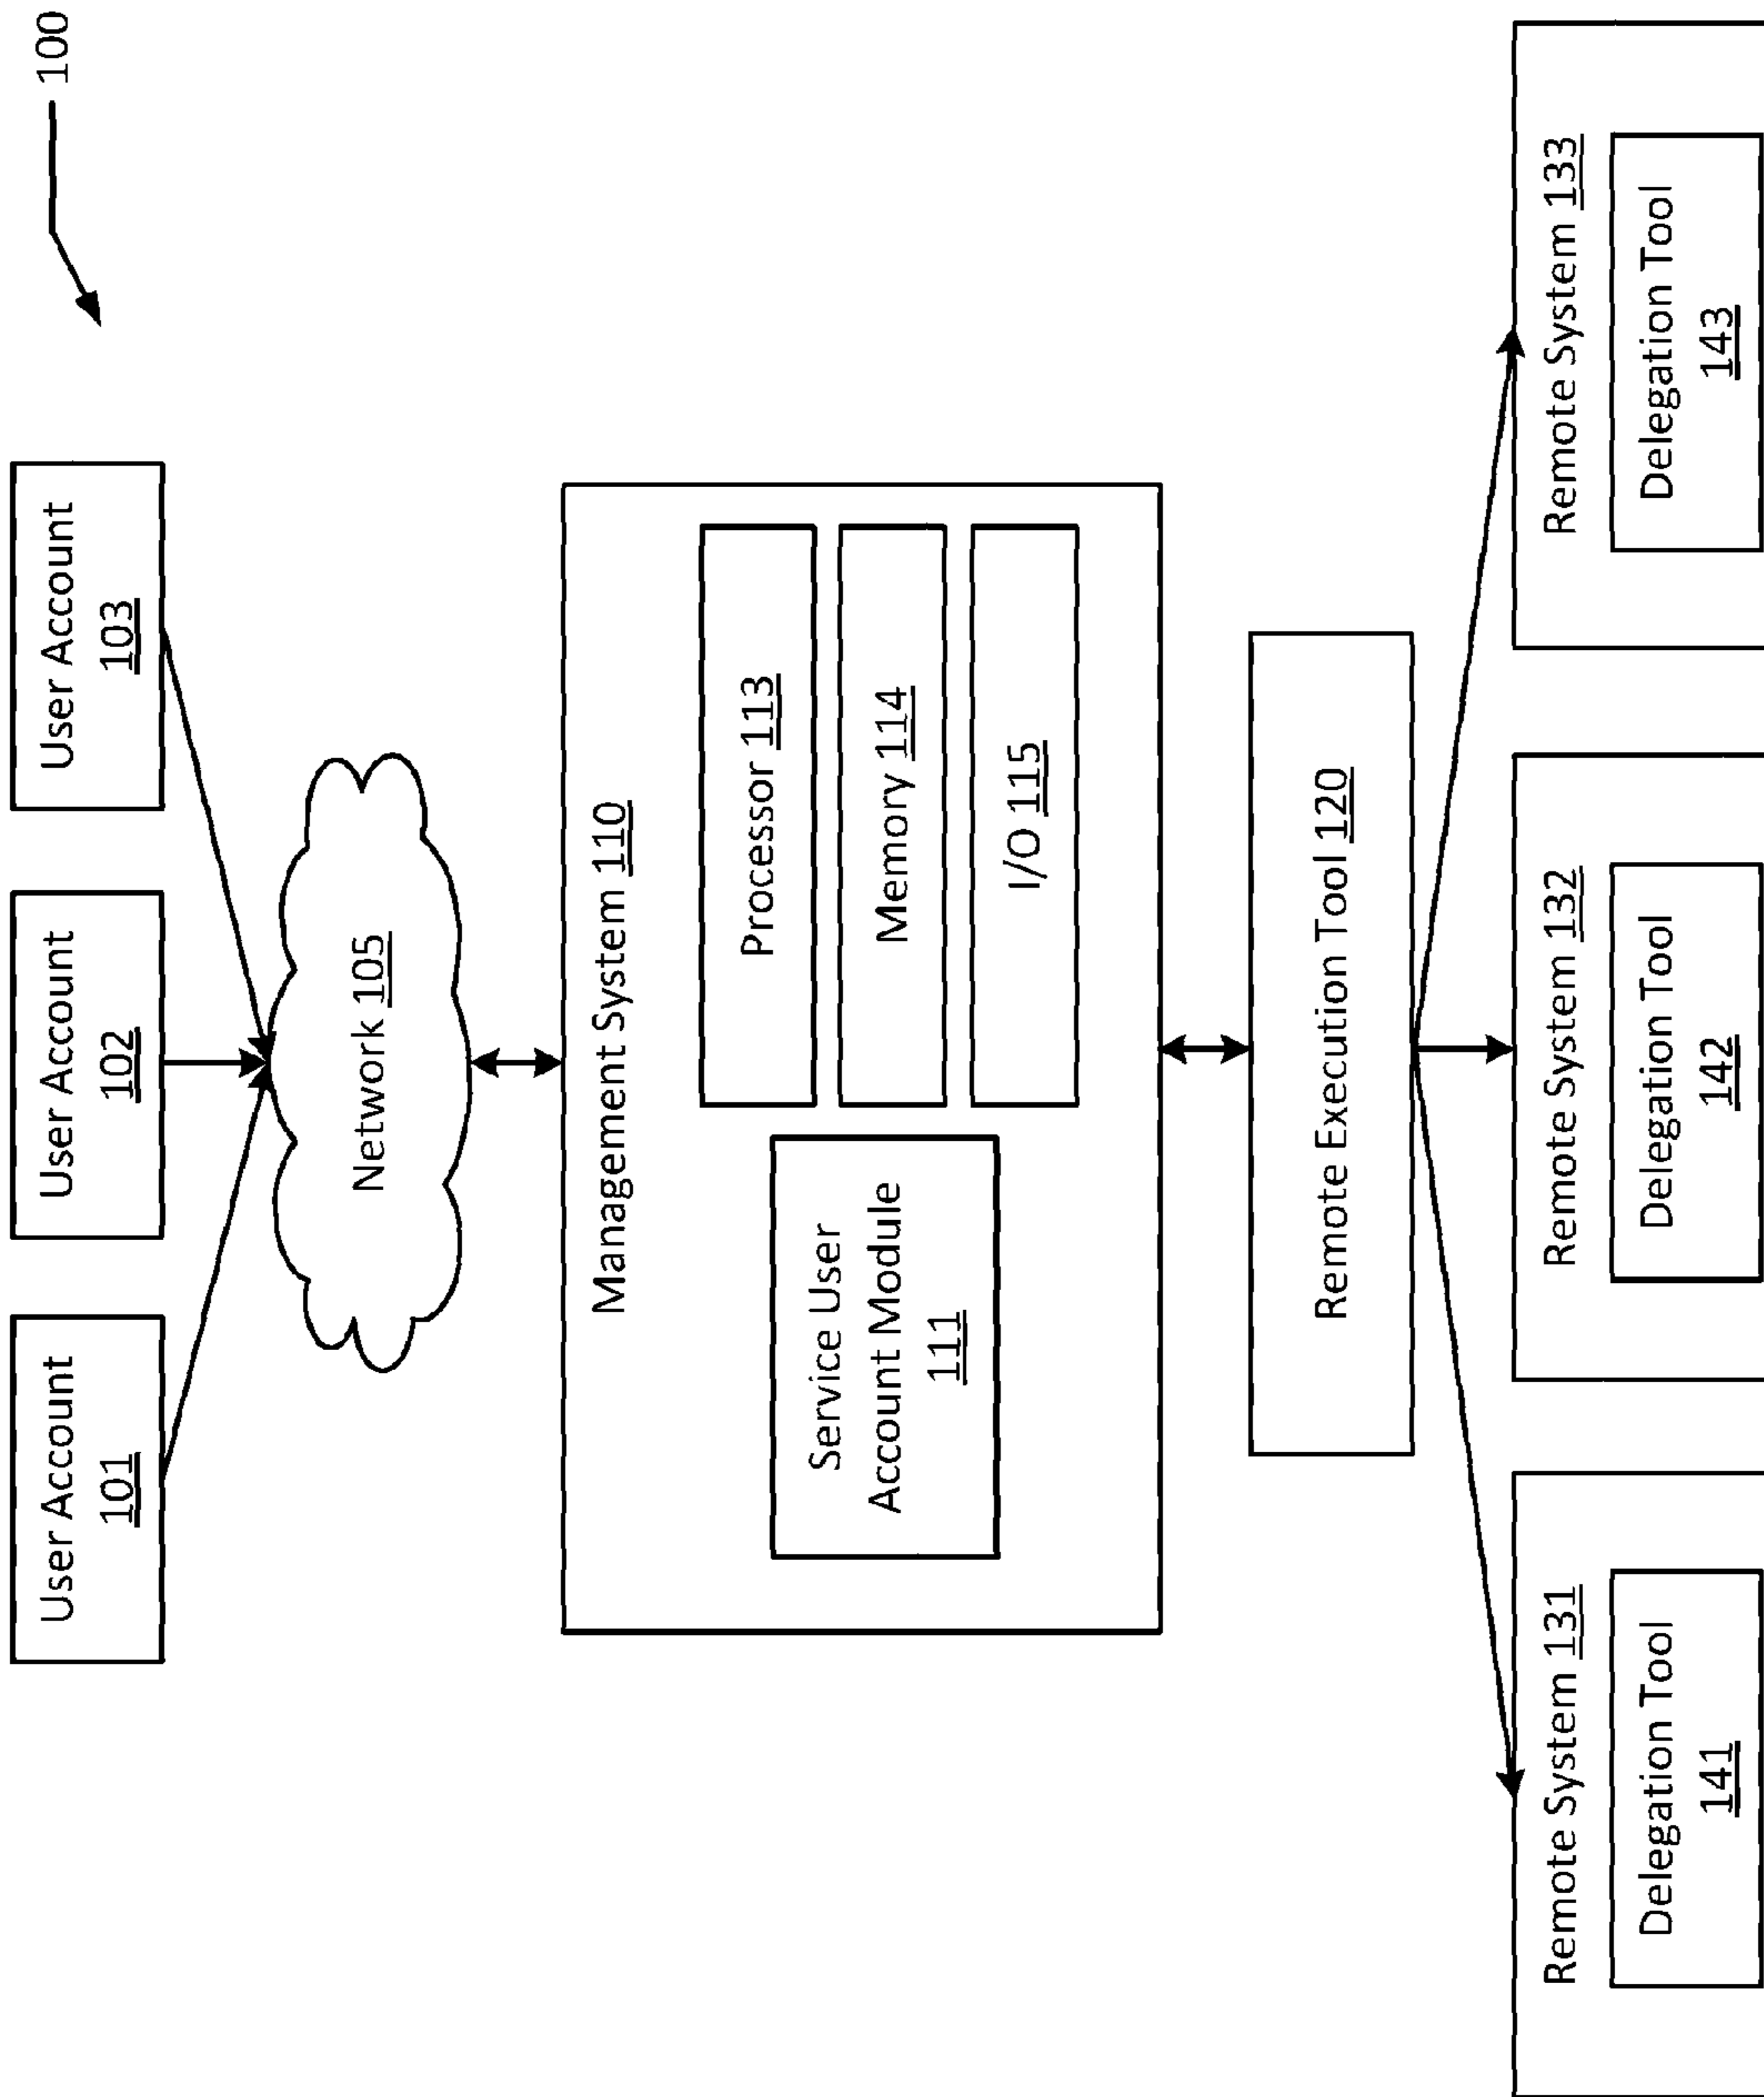 100
User Account
101
User Account
102
User Account
103
Network 105
Management System 110
Service User
Account Module
111
Processor 113
Memory 114
I/O 115
Remote Execution Tool 120
Remote System 131
Delegation Tool
141
Remote System 132
Delegation Tool
142
Remote System 133
Delegation Tool
143